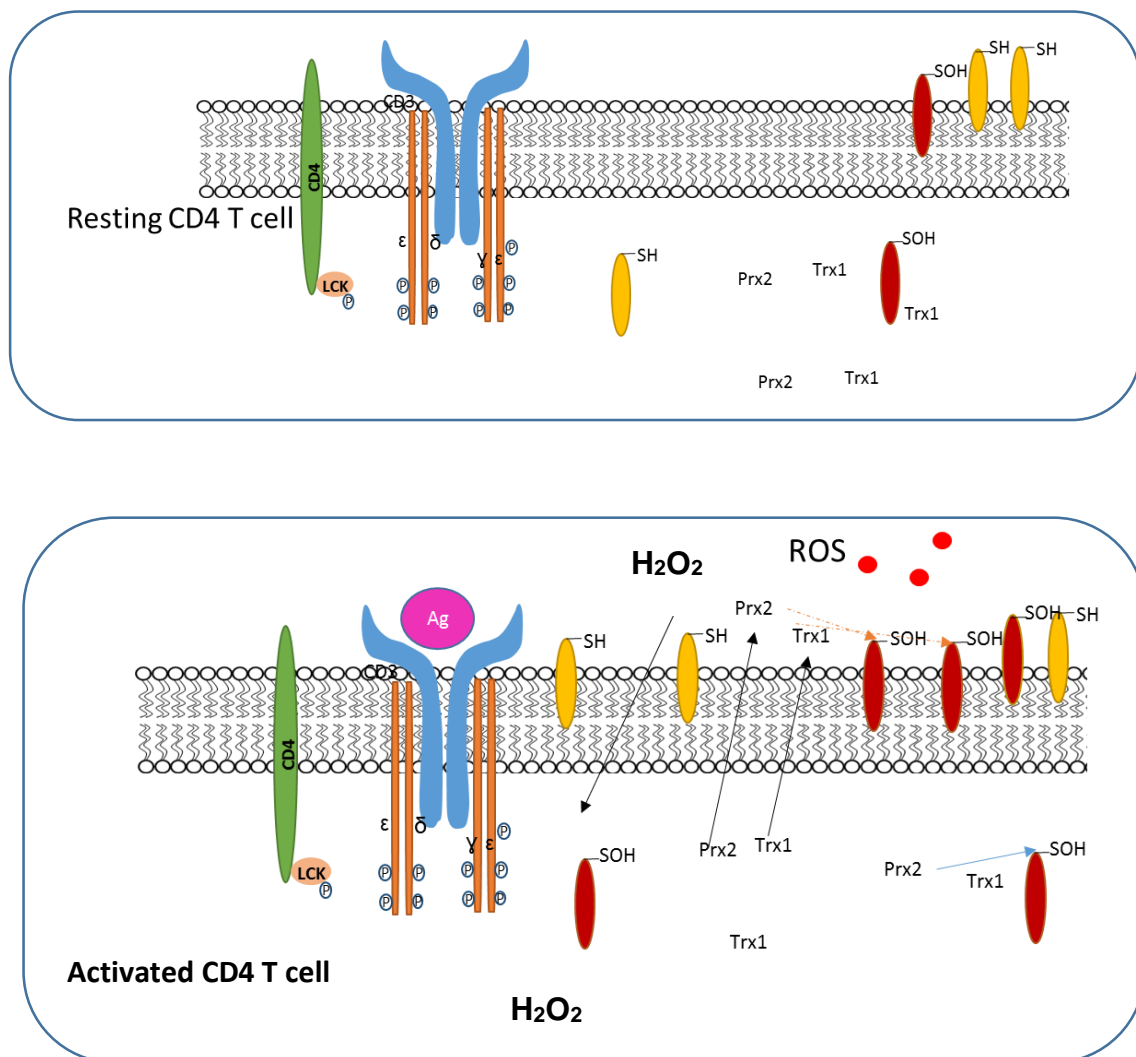 SH
SH
SOH
CD3
CD4
Resting CD4 T cell
ε
δ
ɣ
ε
P
SOH
SH
LCK
P
P
P
P
P
P
P
P
P
Prx2
Trx1
Trx1
Prx2
Trx1
ROS
H₂O₂
Ag
Prx2
SOH
SH
SH
SH
Trx1
SOH
SOH
CD3
CD4
ε
δ
ɣ
ε
P
Prx2
Trx1
SOH
SOH
Prx2
Trx1
LCK
P
P
P
P
P
P
P
P
P
Trx1
Activated CD4 T cell
H₂O₂